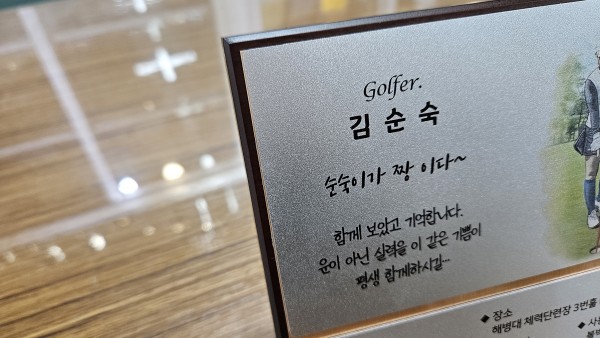 Golfer.
김 순 숙
순숙이가 짱 이다~
함께 보았고 기억합니다.
운이 아닌 실력을 이 같은 기쁨이
평생 함께하시길...
◆ 장소
해병대 체력단련장 3번홀